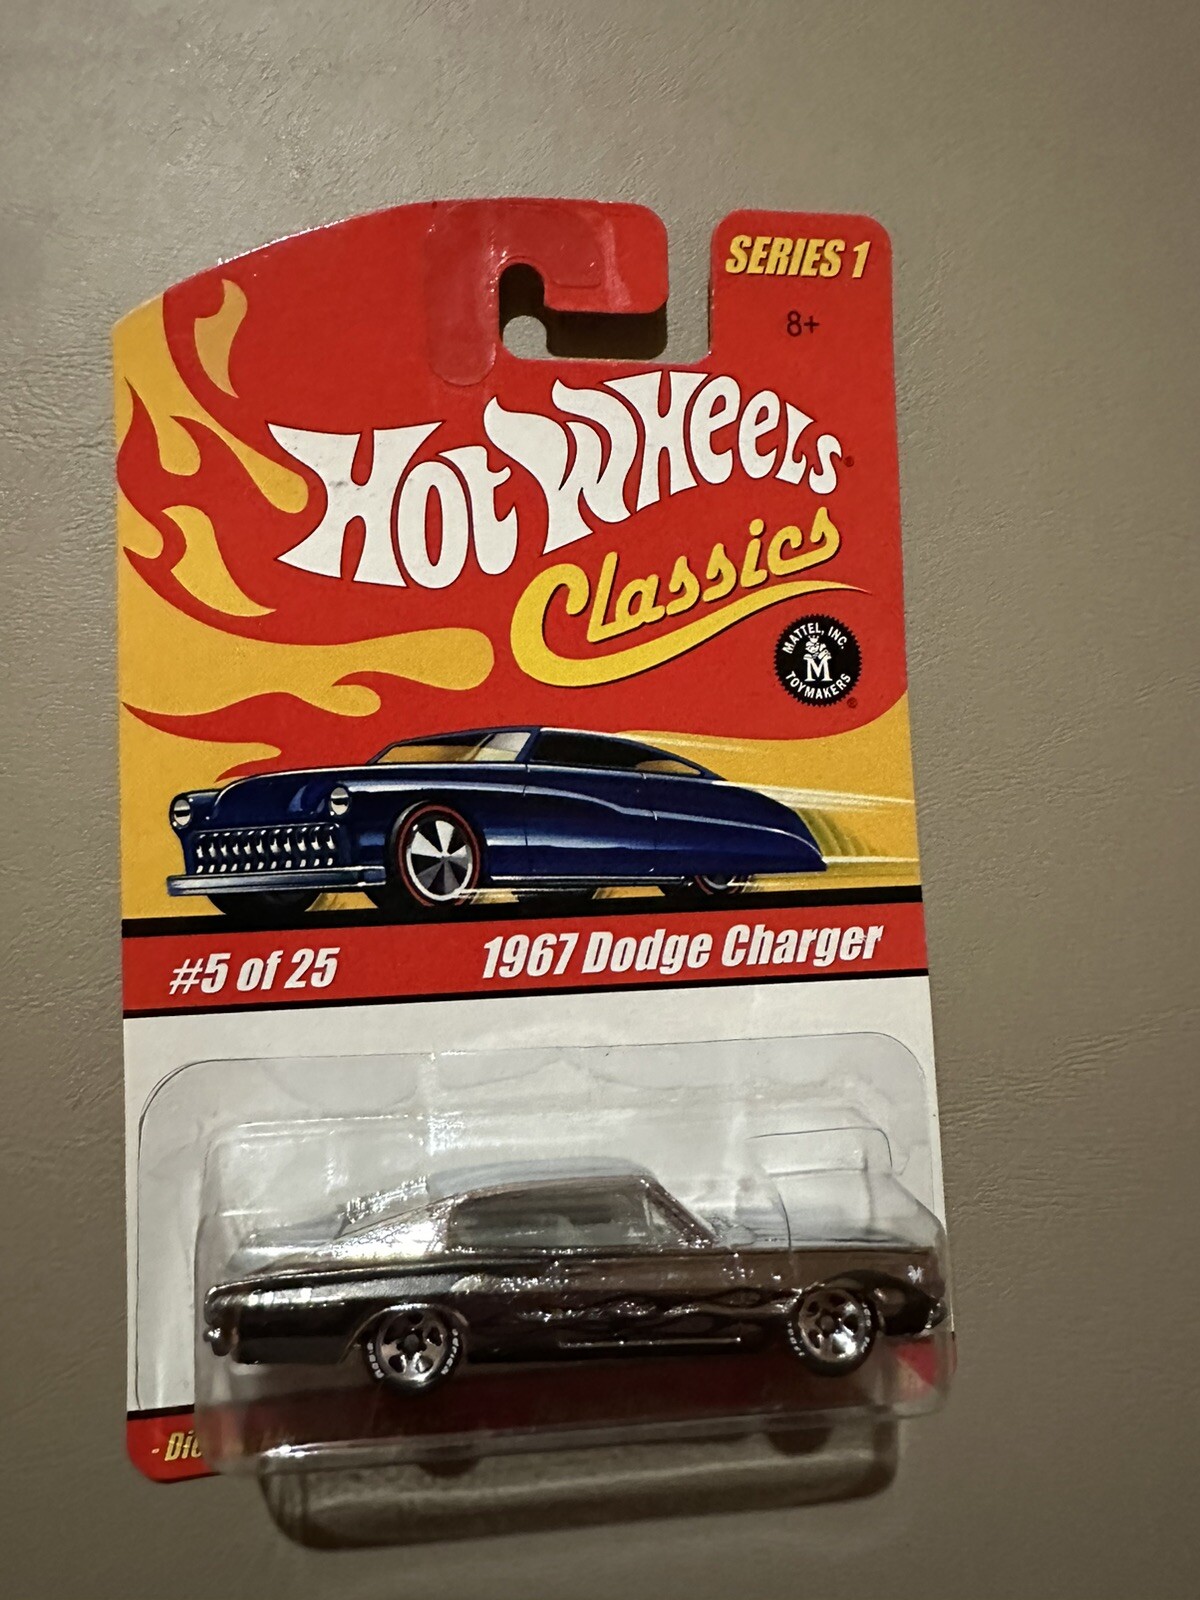 SERIES 1
8+
Hot Wheels®
Classics
MATTEL, INC.
M
TOYMAKERS
®
#5 of 25
1967 Dodge Charger